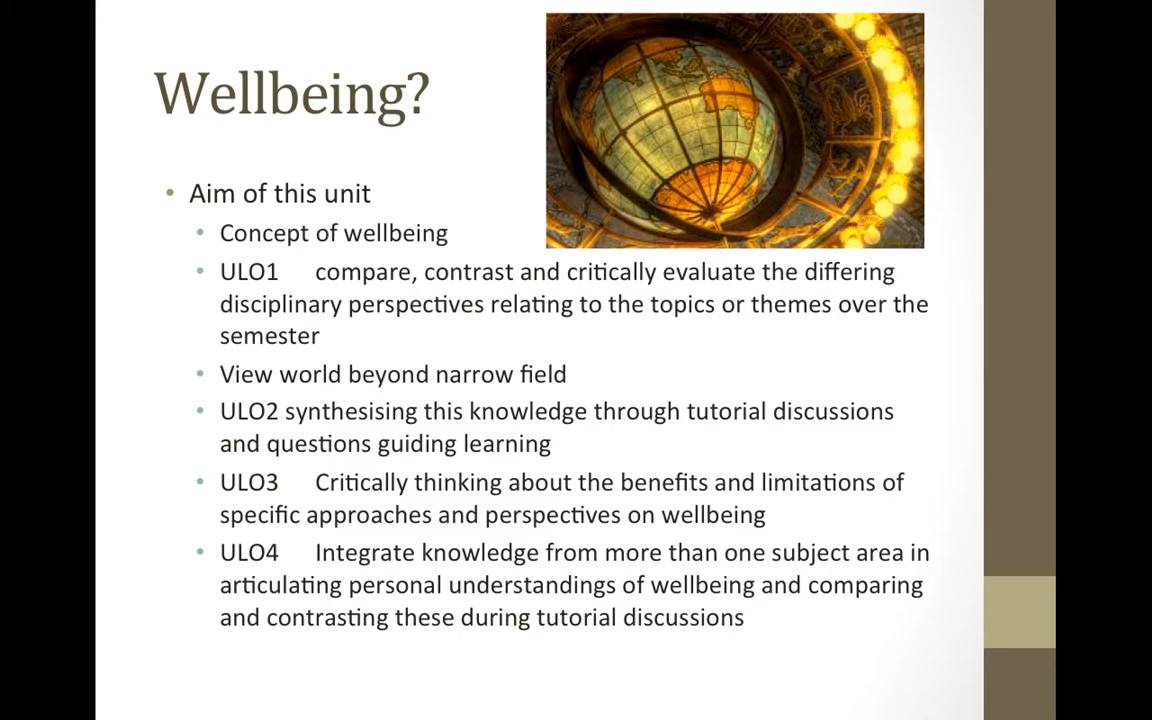 Wellbeing?
• Aim of this unit
• Concept of wellbeing
• ULO1 compare, contrast and critically evaluate the differing
disciplinary perspectives relating to the topics or themes over the
semester
• View world beyond narrow field
• ULO2 synthesising this knowledge through tutorial discussions
and questions guiding learning
• ULO3 Critically thinking about the benefits and limitations of
specific approaches and perspectives on wellbeing
• ULO4 Integrate knowledge from more than one subject area in
articulating personal understandings of wellbeing and comparing
and contrasting these during tutorial discussions